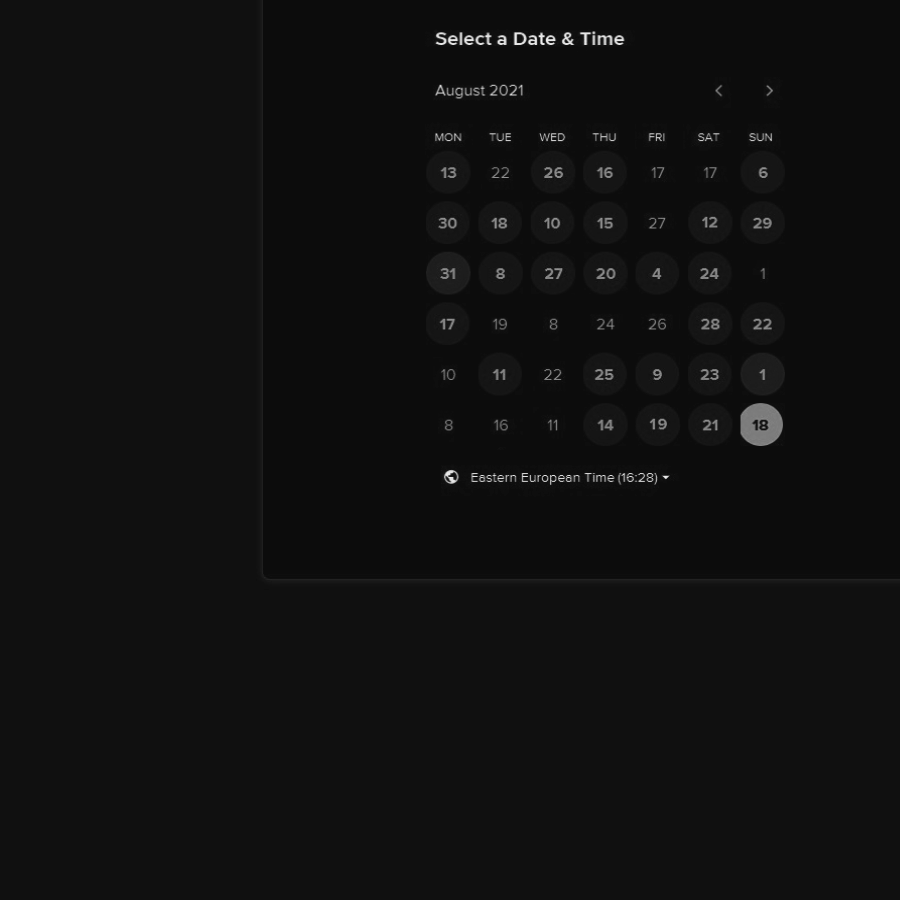 Select a Date & Time
August 2021
MON TUE WED THU FRI SAT SUN
13 22 26 16 17 17 6
30 18 10 15 27 12 29
31 8 27 20 4 24 1
17 19 8 24 26 28 22
10 11 22 25 9 23 1
8 16 11 14 19 21 18
Eastern European Time (16:28)